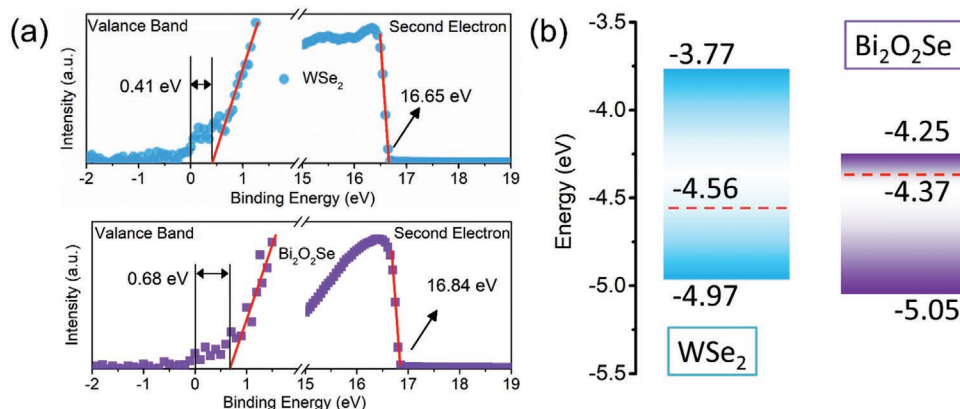 (a)
Valance Band
Second Electron
WSe₂
0.41 eV
16.65 eV
Intensity (a.u.)
-2 -1 0 1 15 16 17 18 19
Binding Energy (eV)
Valance Band
Second Electron
Bi₂O₂Se
0.68 eV
16.84 eV
Intensity (a.u.)
-2 -1 0 1 15 16 17 18 19
Binding Energy (eV)
(b)
Energy (eV)
-3.5
-4.0
-4.5
-5.0
-5.5
-3.77
-4.56
-4.97
WSe₂
Bi₂O₂Se
-4.25
-4.37
-5.05